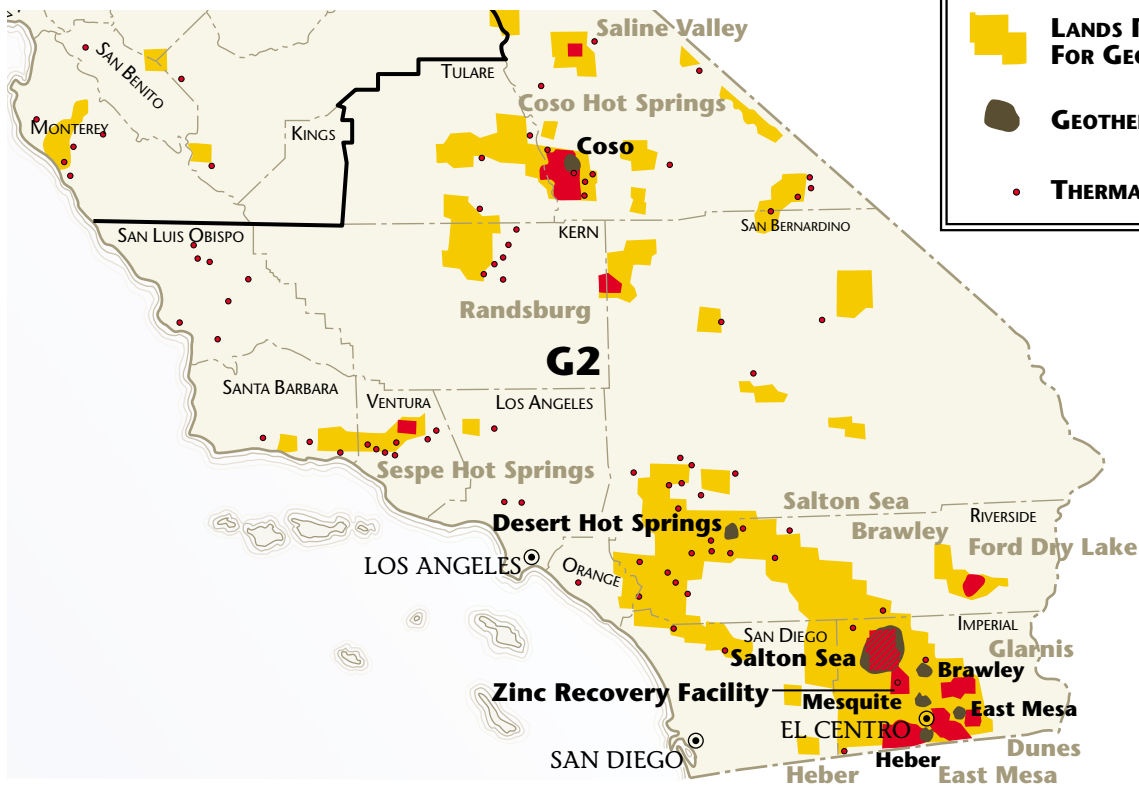 Saline Valley
LANDS
FOR
SAN BENITO
TULARE
Coso Hot Springs
MONTEREY
KINGS
Coso
THERMA
SAN LUIS OBISPO
KERN
SAN BERNARDINO
Randsburg
G2
SANTA BARBARA
VENTURA
LOS ANGELES
Sespe Hot Springs
Salton Sea
Desert Hot Springs
Brawley
RIVERSIDE
Ford Dry Lake
LOS ANGELES
ORANGE
SAN DIEGO
IMPERIAL
Glamis
Salton Sea
Brawley
Zinc Recovery Facility
Mesquite
East Mesa
EL CENTRO
SAN DIEGO
Heber
Dunes
Heber
East Mesa